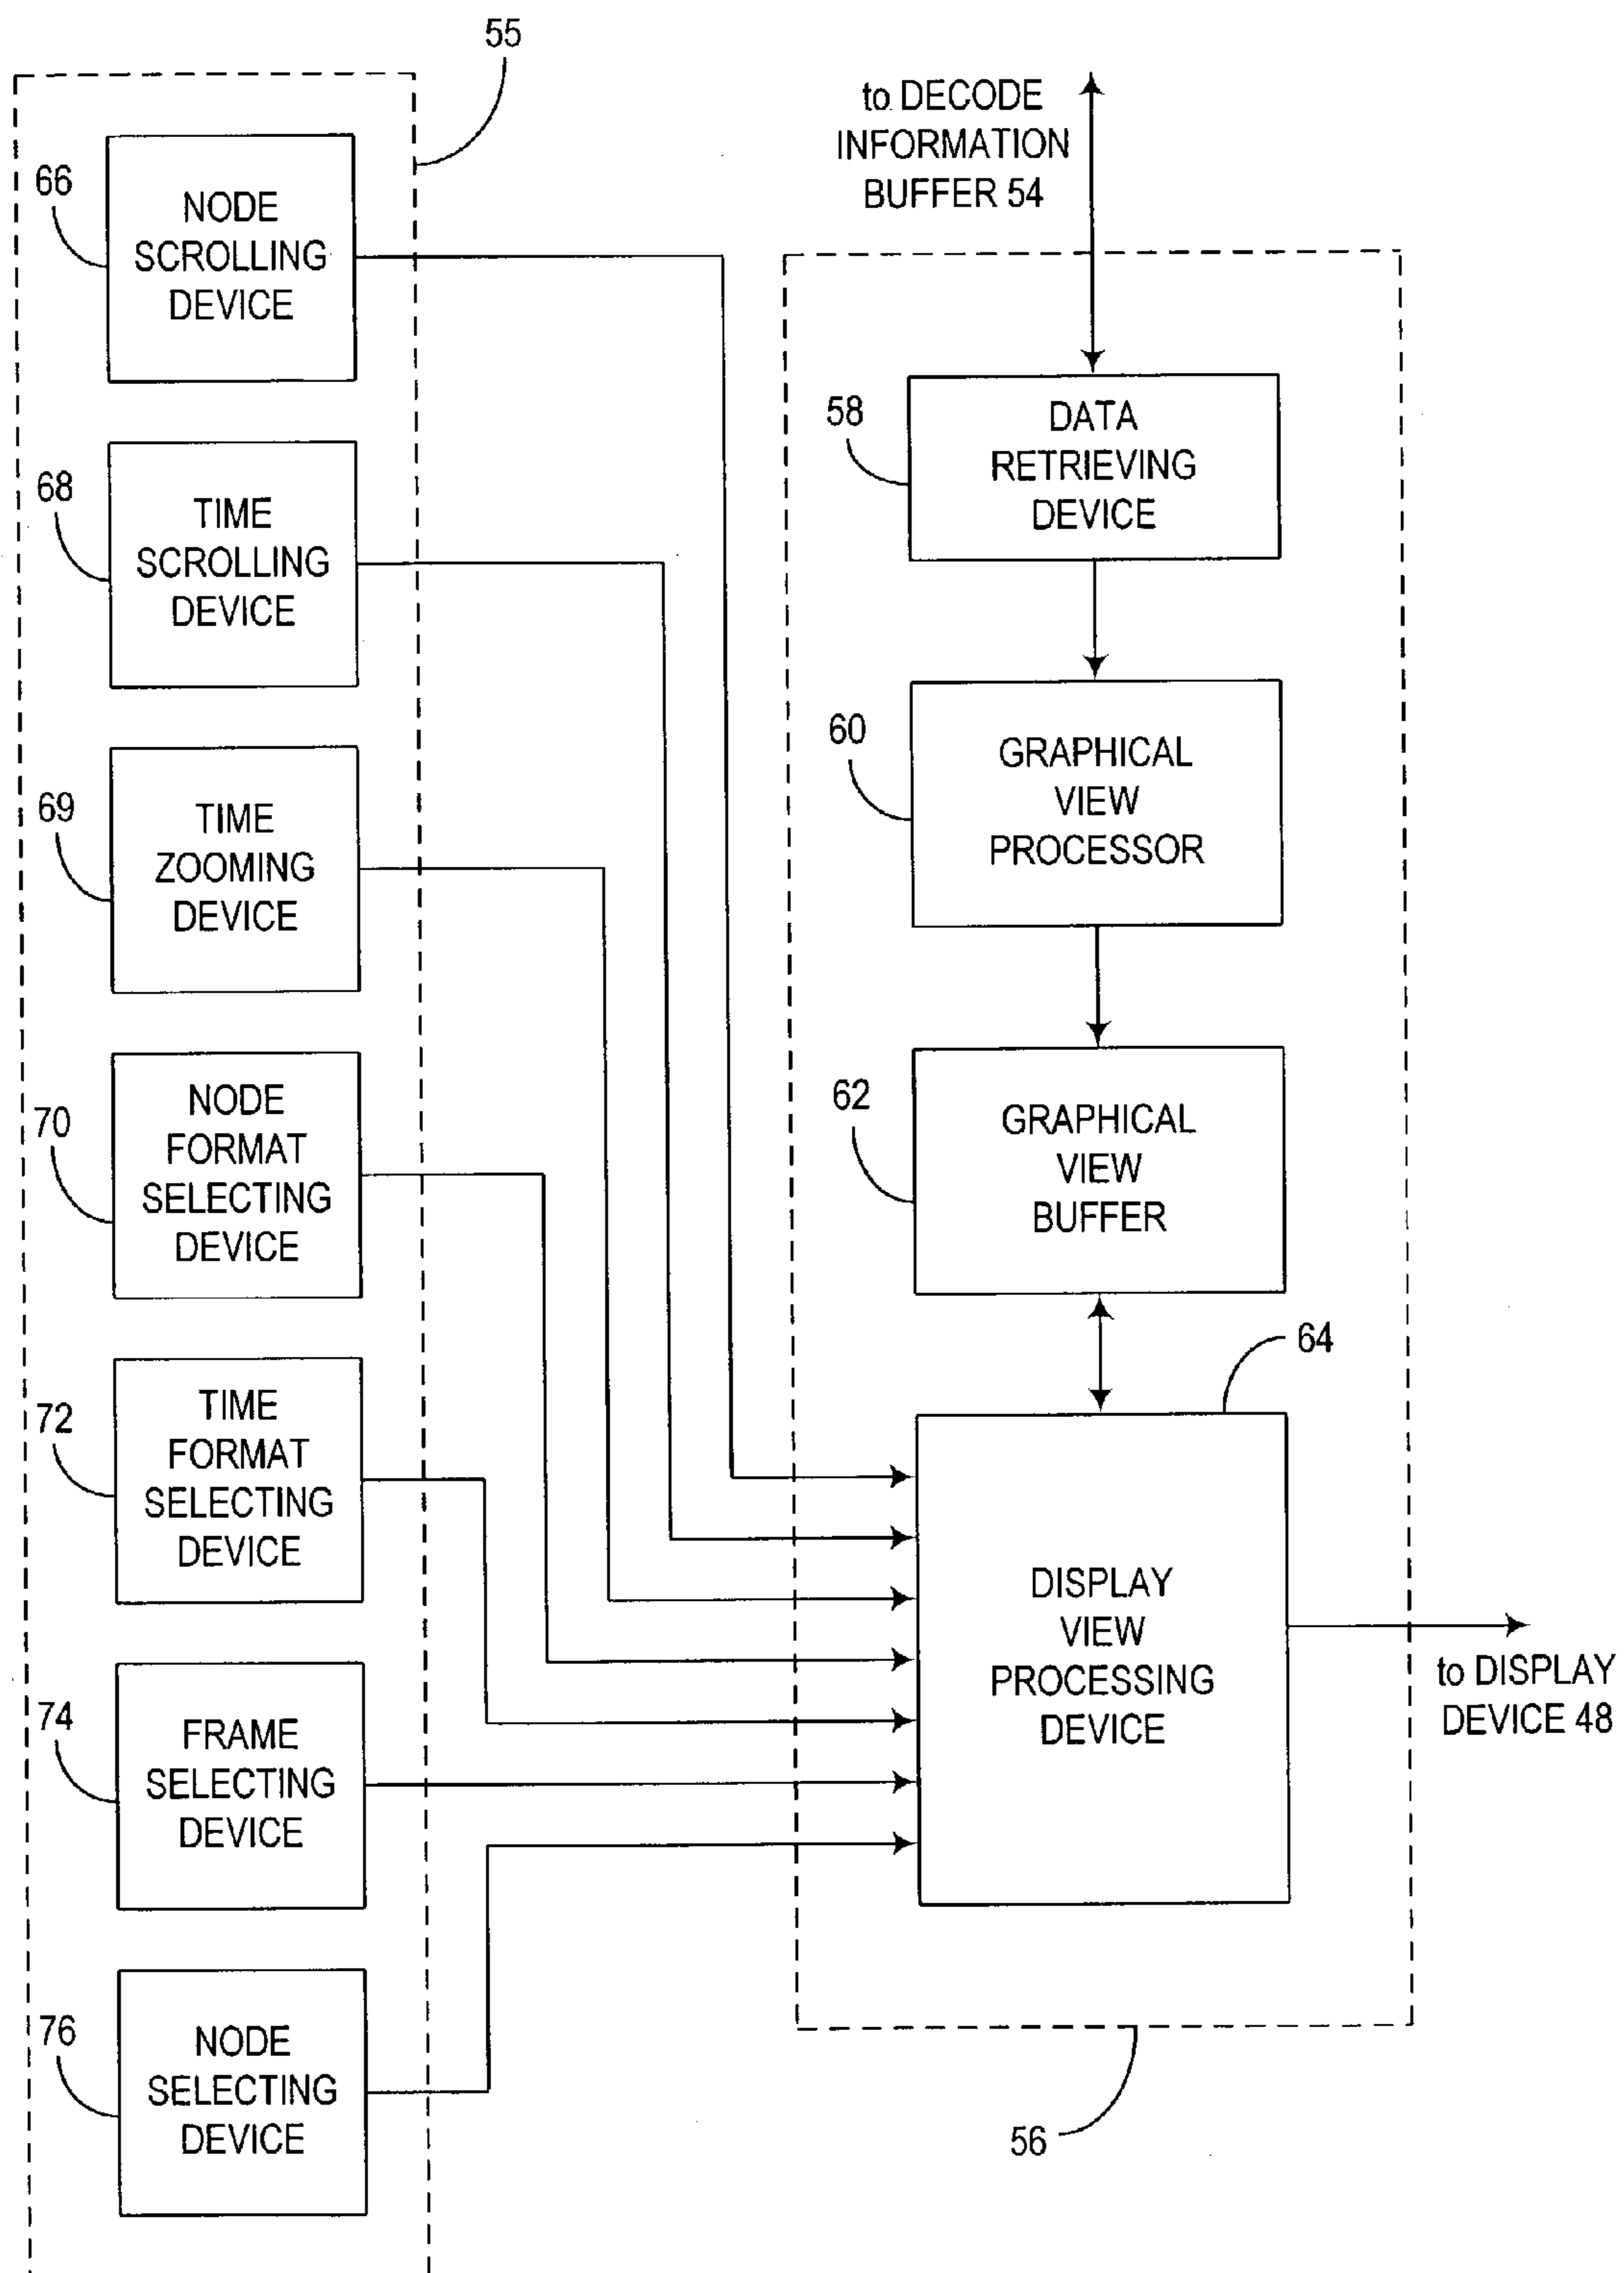 55
66
NODE
SCROLLING
DEVICE
68
TIME
SCROLLING
DEVICE
69
TIME
ZOOMING
DEVICE
70
NODE
FORMAT
SELECTING
DEVICE
72
TIME
FORMAT
SELECTING
DEVICE
74
FRAME
SELECTING
DEVICE
76
NODE
SELECTING
DEVICE
to DECODE
INFORMATION
BUFFER 54
58
DATA
RETRIEVING
DEVICE
60
GRAPHICAL
VIEW
PROCESSOR
62
GRAPHICAL
VIEW
BUFFER
64
DISPLAY
VIEW
PROCESSING
DEVICE
to DISPLAY
DEVICE 48
56